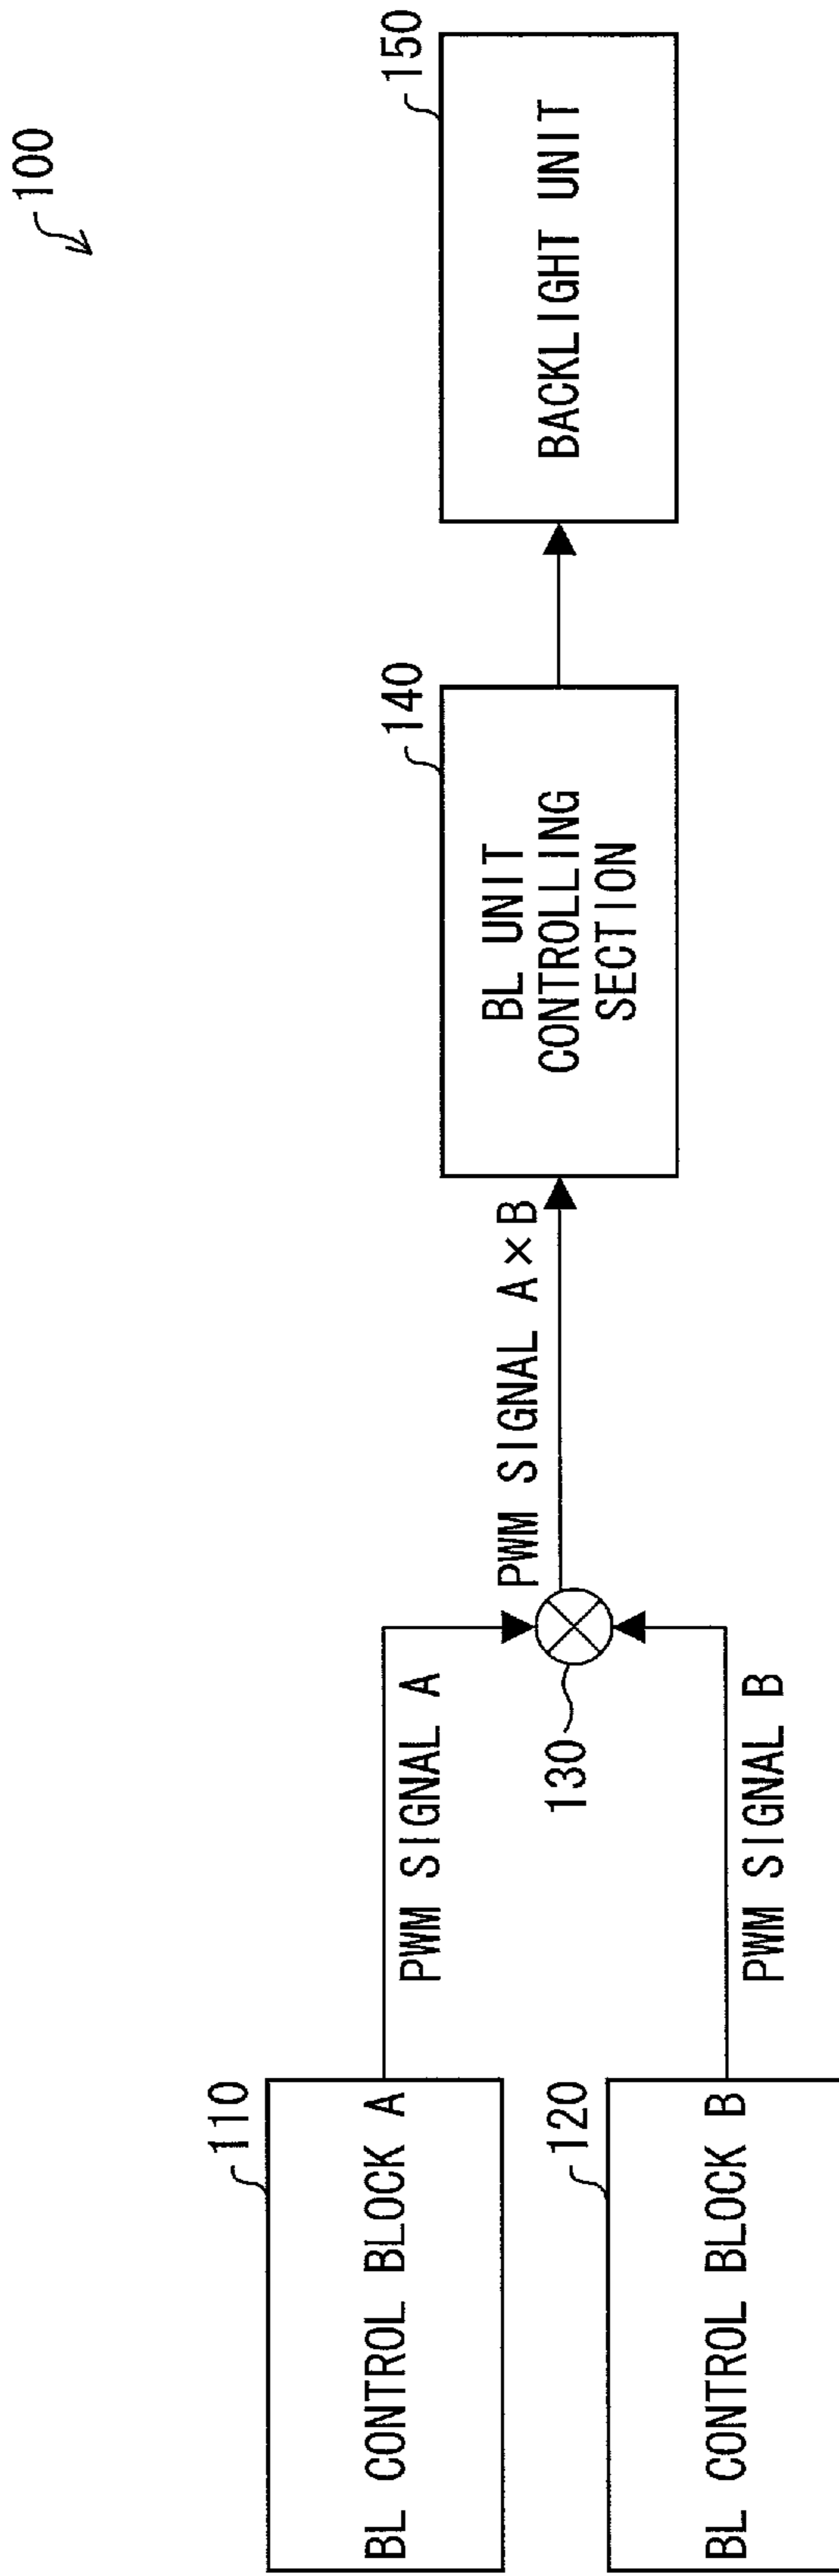 100
110
BL CONTROL BLOCK A
120
BL CONTROL BLOCK B
PWM SIGNAL A
PWM SIGNAL B
130
PWM SIGNAL A×B
140
BL UNIT
CONTROLLING
SECTION
150
BACKLIGHT UNIT